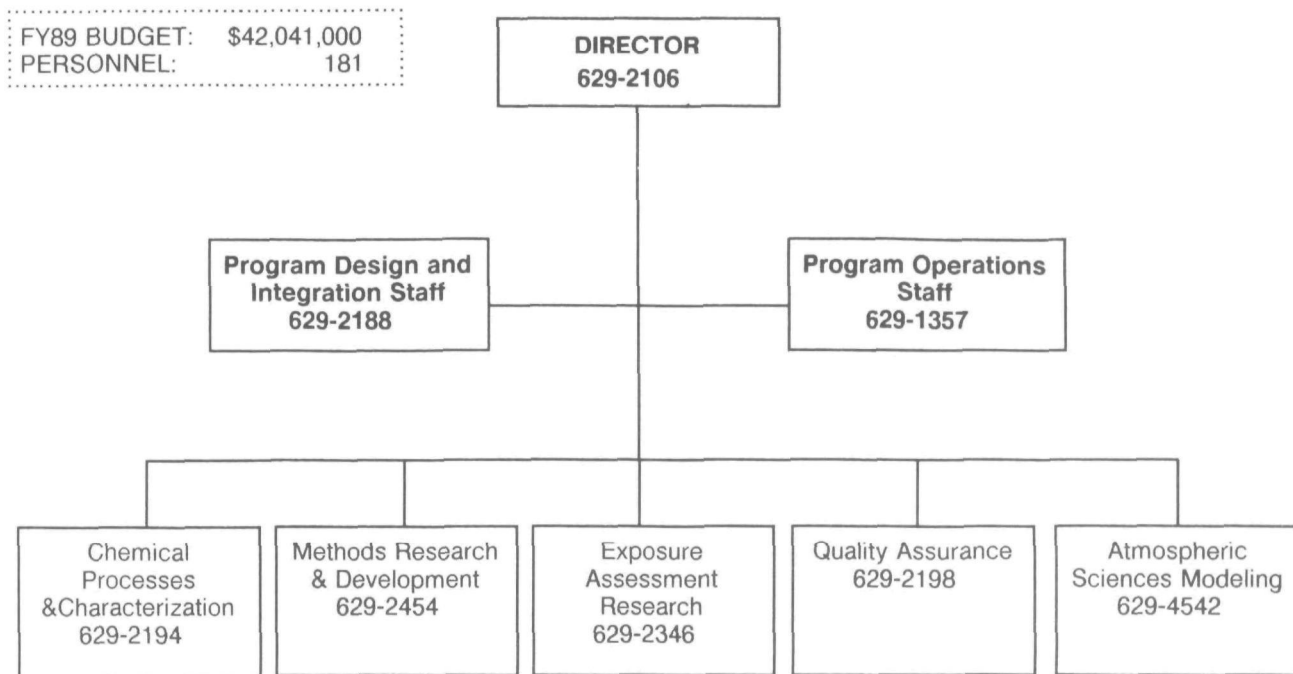 FY89 BUDGET: $42,041,000
PERSONNEL: 181
DIRECTOR
629-2106
Program Design and
Integration Staff
629-2188
Program Operations
Staff
629-1357
Chemical
Processes
&Characterization
629-2194
Methods Research
& Development
629-2454
Exposure
Assessment
Research
629-2346
Quality Assurance
629-2198
Atmospheric
Sciences Modeling
629-4542